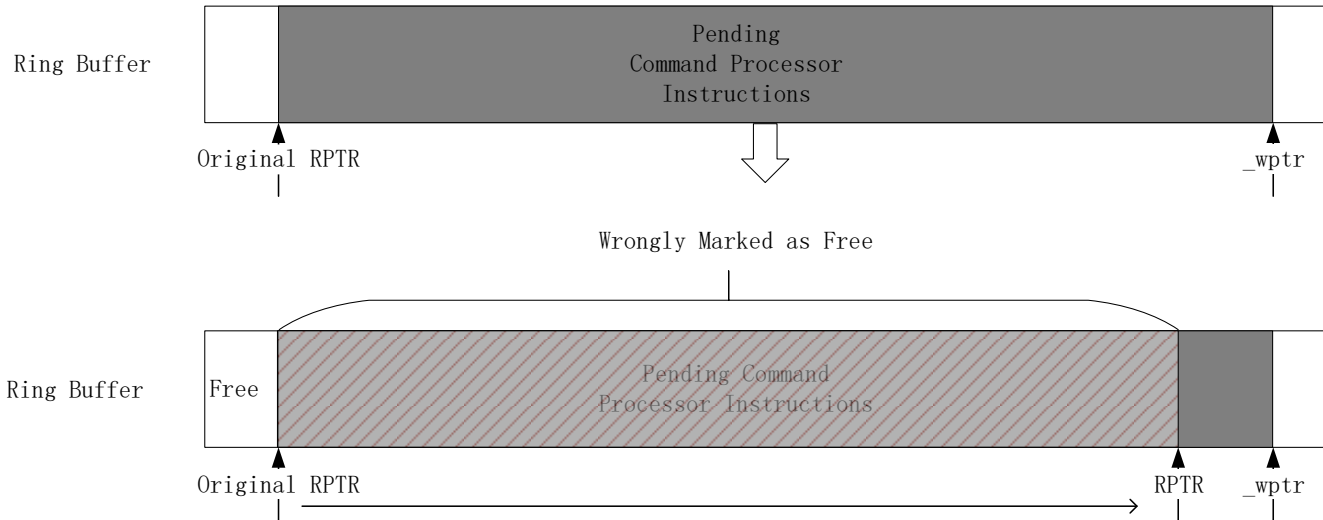 Ring Buffer
Pending
Command Processor
Instructions
Original RPTR
_wptr
Wrongly Marked as Free
Ring Buffer
Free
Pending Command
Processor Instructions
Original RPTR
RPTR
_wptr